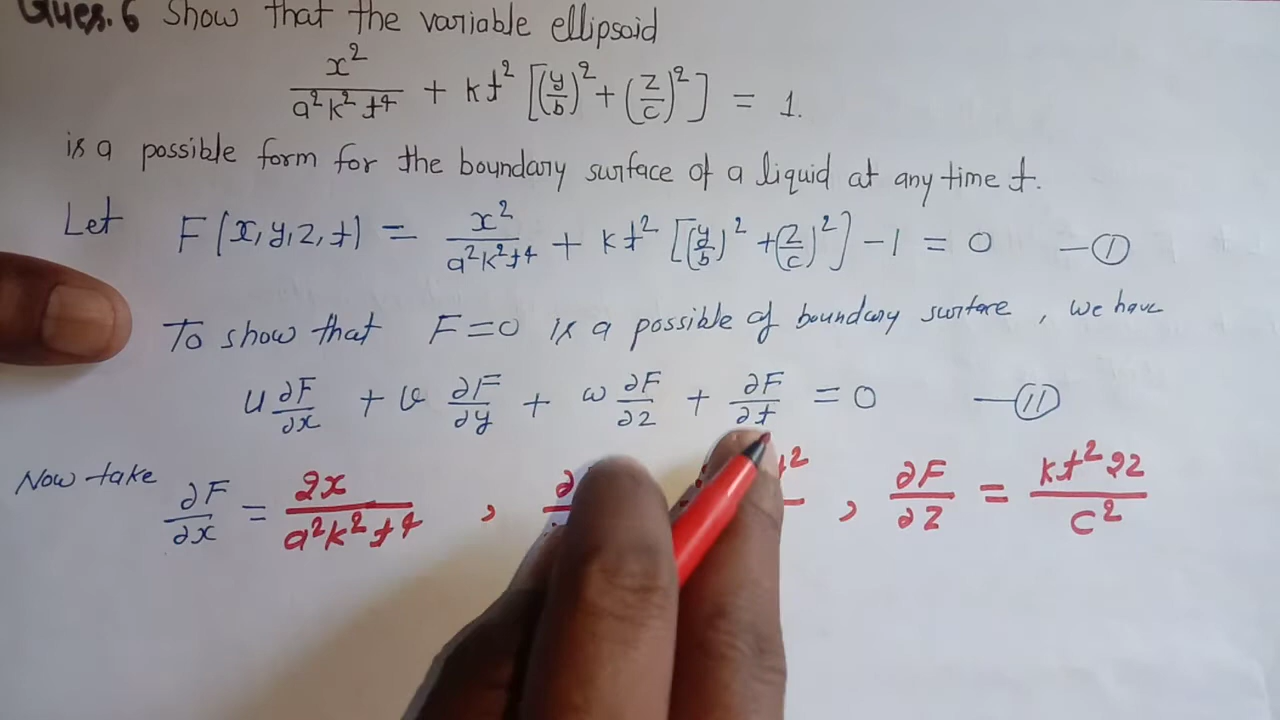 Ques. 6 Show that the variable ellipsoid
x²/a²k²t⁴ + kt² [(y/b)² + (z/c)²] = 1.
is a possible form for the boundary surface of a liquid at any time t.
Let F(x,y,z,t) = x²/a²k²t⁴ + kt² [(y/b)² + (z/c)²] - 1 = 0 —(I)
To show that F=0 is a possible of boundary surface, we have
u ∂F/∂x + v ∂F/∂y + w ∂F/∂z + ∂F/∂t = 0 —(II)
Now take ∂F/∂x = 2x/a²k²t⁴ , ∂ t² , ∂F/∂z = kt²2z/c²